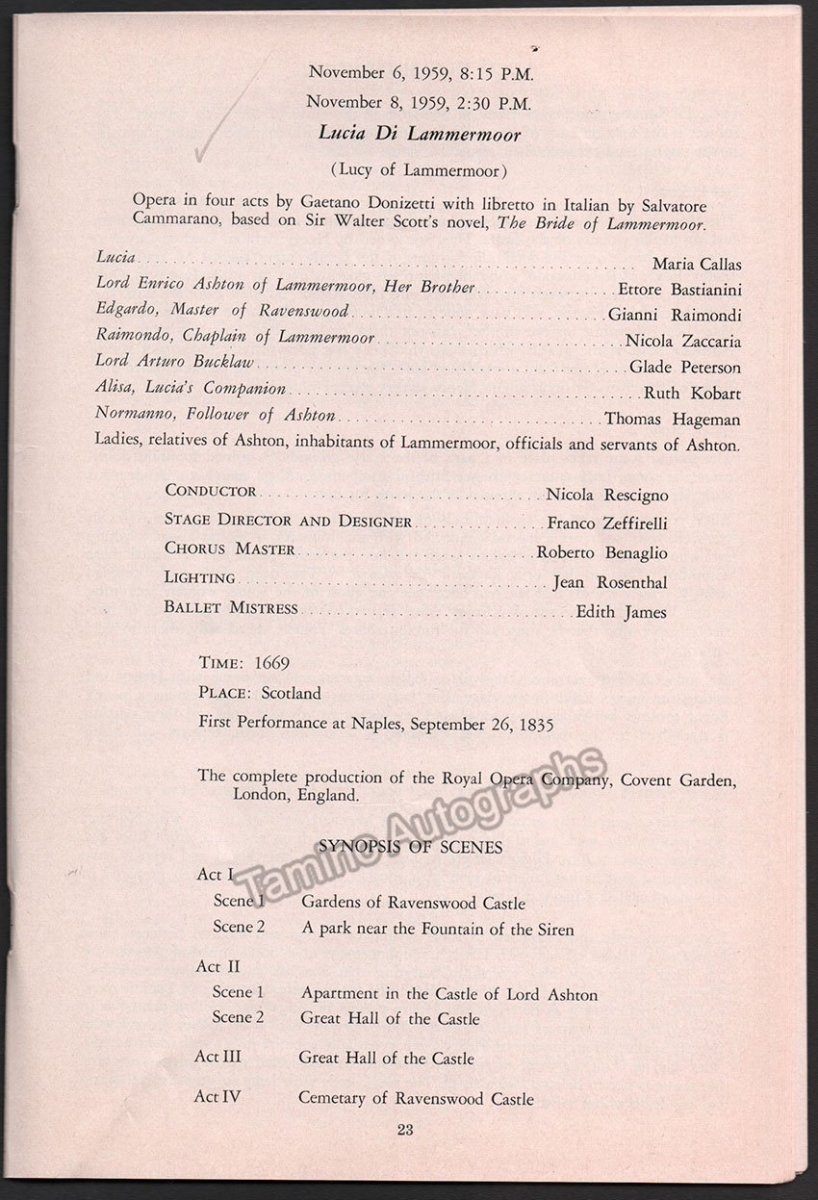 November 6, 1959, 8:15 P.M.
November 8, 1959, 2:30 P.M.
Lucia Di Lammermoor
(Lucy of Lammermoor)
Opera in four acts by Gaetano Donizetti with libretto in Italian by Salvatore
Cammarano, based on Sir Walter Scott's novel, The Bride of Lammermoor.
Lucia . . . . . . . . . . Maria Callas
Lord Enrico Ashton of Lammermoor, Her Brother . . . . . . . . . . Ettore Bastianini
Edgardo, Master of Ravenswood . . . . . . . . . . Gianni Raimondi
Raimondo, Chaplain of Lammermoor . . . . . . . . . . Nicola Zaccaria
Lord Arturo Bucklaw . . . . . . . . . . Glade Peterson
Alisa, Lucia's Companion . . . . . . . . . . Ruth Kobart
Normanno, Follower of Ashton . . . . . . . . . . Thomas Hageman
Ladies, relatives of Ashton, inhabitants of Lammermoor, officials and servants of Ashton.
CONDUCTOR . . . . . . . . . . Nicola Rescigno
STAGE DIRECTOR AND DESIGNER . . . . . . . . . . Franco Zeffirelli
CHORUS MASTER . . . . . . . . . . Roberto Benaglio
LIGHTING . . . . . . . . . . Jean Rosenthal
BALLET MISTRESS . . . . . . . . . . Edith James
TIME: 1669
PLACE: Scotland
First Performance at Naples, September 26, 1835
The complete production of the Royal Opera Company, Covent Garden,
London, England.
Tamino Autographs
SYNOPSIS OF SCENES
Act I
Scene 1 Gardens of Ravenswood Castle
Scene 2 A park near the Fountain of the Siren
Act II
Scene 1 Apartment in the Castle of Lord Ashton
Scene 2 Great Hall of the Castle
Act III Great Hall of the Castle
Act IV Cemetary of Ravenswood Castle
23